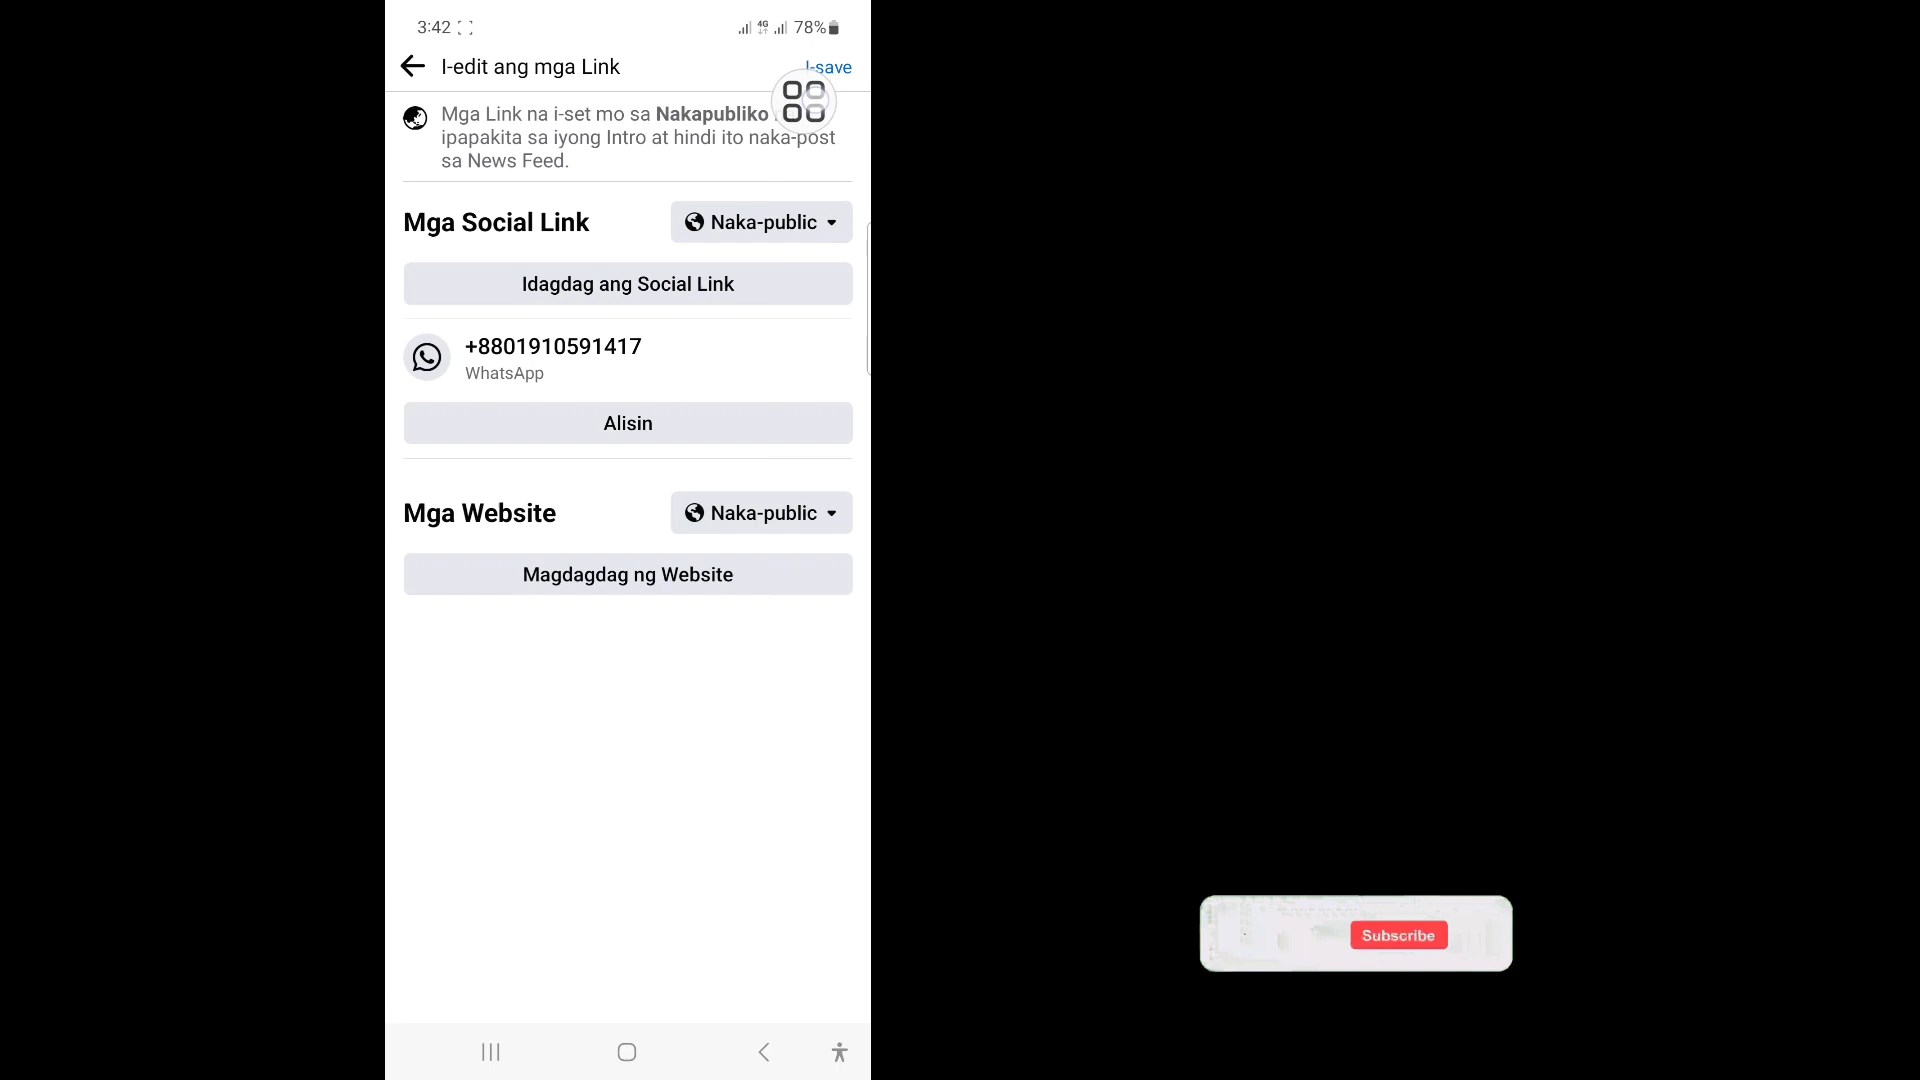 3:42
4G
78%
I-edit ang mga Link
I-save
Mga Link na i-set mo sa Nakapubliko
ipapakita sa iyong Intro at hindi ito naka-post
sa News Feed.
Mga Social Link
Naka-public
Idagdag ang Social Link
+8801910591417
WhatsApp
Alisin
Mga Website
Naka-public
Magdagdag ng Website
Subscribe